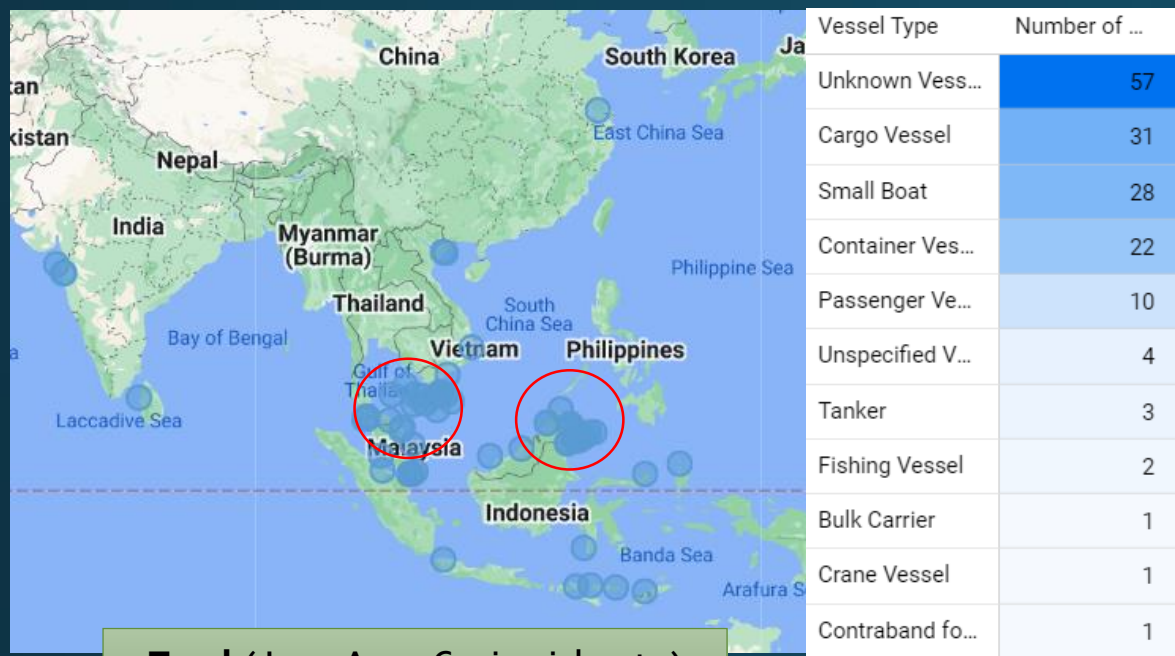 China
South Korea
Ja
tan
kistan
East China Sea
Nepal
India
Myanmar
(Burma)
Philippine Sea
Thailand
South
China Sea
Bay of Bengal
Vietnam
Philippines
Gulf of
Thaila
Laccadive Sea
Malaysia
Indonesia
Banda Sea
Arafura S
Vessel Type Number of ...
Unknown Vess... 57
Cargo Vessel 31
Small Boat 28
Container Ves... 22
Passenger Ve... 10
Unspecified V... 4
Tanker 3
Fishing Vessel 2
Bulk Carrier 1
Crane Vessel 1
Contraband fo... 1